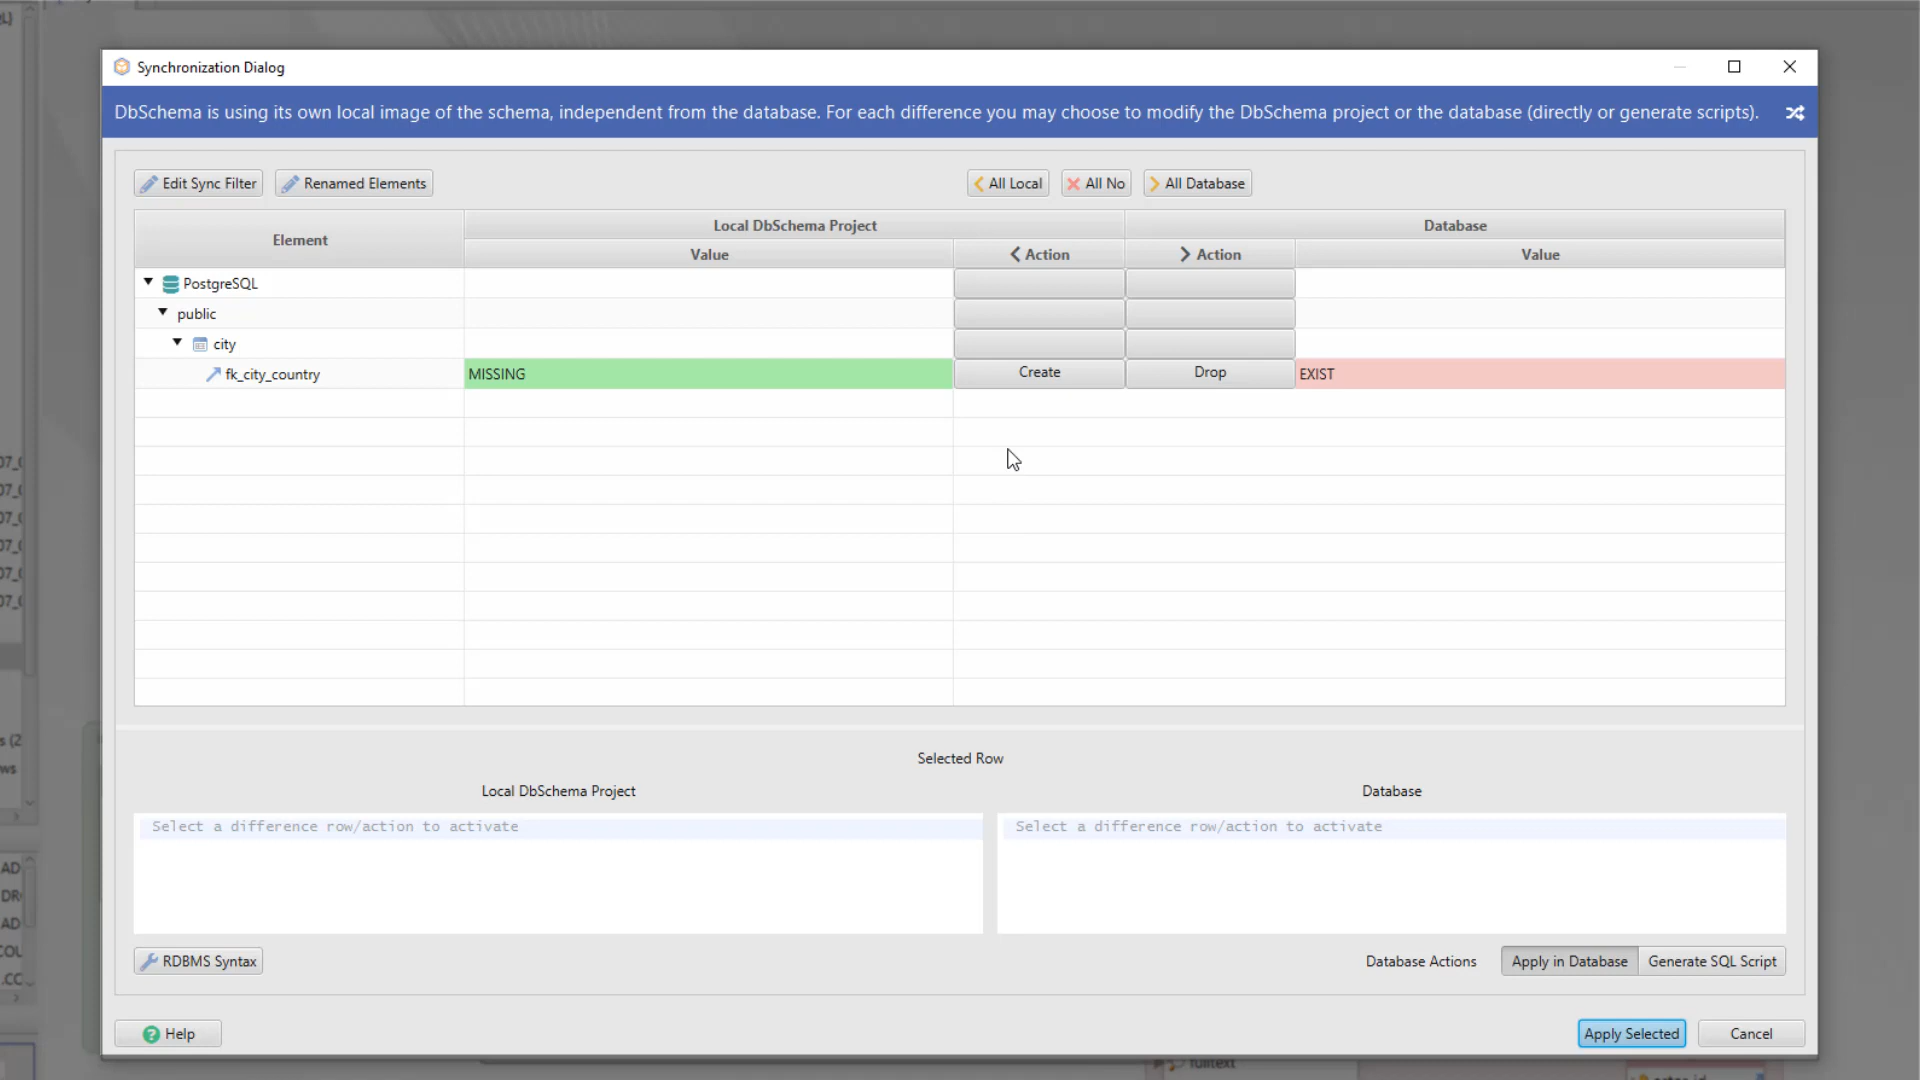 Synchronization Dialog
DbSchema is using its own local image of the schema, independent from the database. For each difference you may choose to modify the DbSchema project or the database (directly or generate scripts).
Edit Sync Filter
Renamed Elements
All Local
All No
All Database
Element
Local DbSchema Project
Database
Value
Action
Action
Value
PostgreSQL
public
city
fk_city_country
MISSING
Create
Drop
EXIST
Selected Row
Local DbSchema Project
Database
Select a difference row/action to activate
Select a difference row/action to activate
RDBMS Syntax
Database Actions
Apply in Database
Generate SQL Script
Help
Apply Selected
Cancel